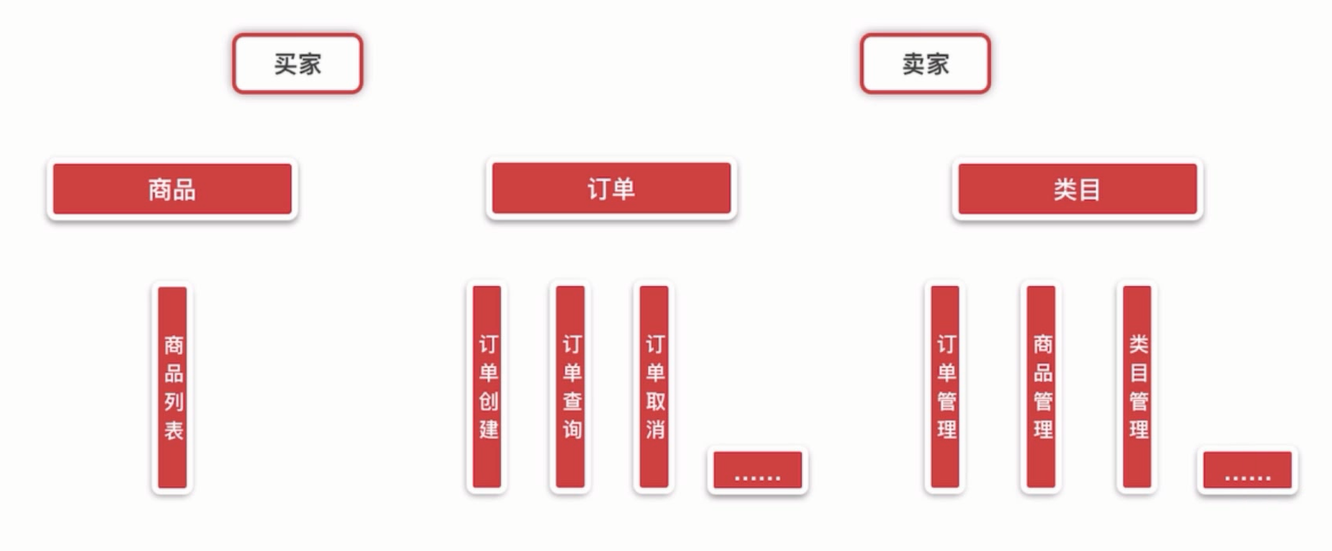 买家
卖家
商品
订单
类目
商品列表
订单创建
订单查询
订单取消
......
订单管理
商品管理
类目管理
......